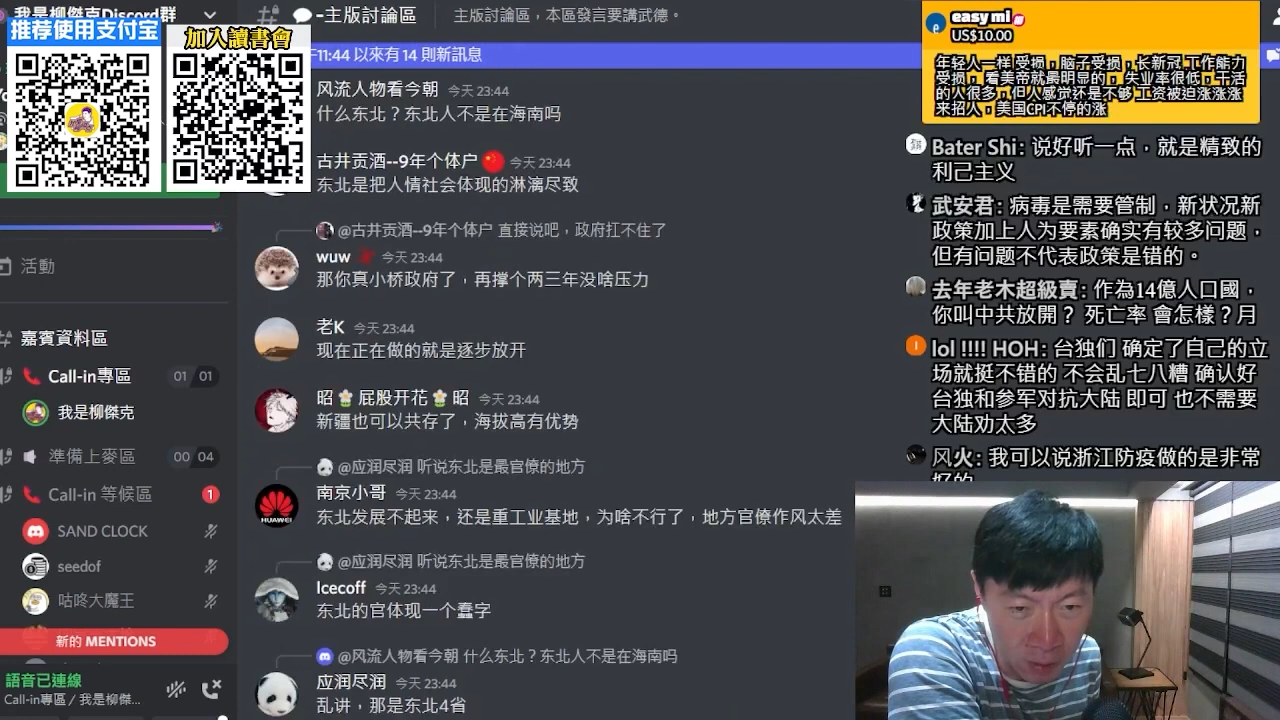 我是柳傑克Discord群
推荐使用支付宝
加入讀書會
活動
嘉賓資料區
Call-in專區
01 / 01
我是柳傑克
準備上麥區
00 / 04
Call-in 等候區
1
SAND CLOCK
seedof
咕咚大魔王
新的 MENTIONS
語音已連線
Call-in專區 / 我是柳傑...
-主版討論區
主版討論區，本區發言要講武德。
11:44 以來有 14 則新訊息
风流人物看今朝 今天 23:44
什么东北？东北人不是在海南吗
古井贡酒--9年个体户 今天 23:44
东北是把人情社会体现的淋漓尽致
@古井贡酒--9年个体户 直接说吧，政府扛不住了
wuw 今天 23:44
那你真小桥政府了，再撑个两三年没啥压力
老K 今天 23:44
现在正在做的就是逐步放开
昭 屁股开花 昭 今天 23:44
新疆也可以共存了，海拔高有优势
@应润尽润 听说东北是最官僚的地方
南京小哥 今天 23:44
HUAWEI
东北发展不起来，还是重工业基地，为啥不行了，地方官僚作风太差
@应润尽润 听说东北是最官僚的地方
Icecoff 今天 23:44
东北的官体现一个蠢字
@风流人物看今朝 什么东北？东北人不是在海南吗
应润尽润 今天 23:44
乱讲，那是东北4省
easy ml
US$10.00
年轻人一样 受损，脑子受损，长新冠 工作能力
受损， 看美帝就最明显的， 失业率很低，干活
的人很多，但人感觉还是不够 工资被迫涨涨涨
来招人，美国CPI不停的涨
Bater Shi: 说好听一点，就是精致的
利己主义
武安君: 病毒是需要管制，新状况新
政策加上人为要素确实有较多问题，
但有问题不代表政策是错的。
去年老木超級賣: 作為14億人口國，
你叫中共放開？ 死亡率 會怎樣？月
lol !!!! HOH: 台独们 确定了自己的立
场就挺不错的 不会乱七八糟 确认好
台独和参军对抗大陆 即可 也不需要
大陆劝太多
风火: 我可以说浙江防疫做的是非常
好的